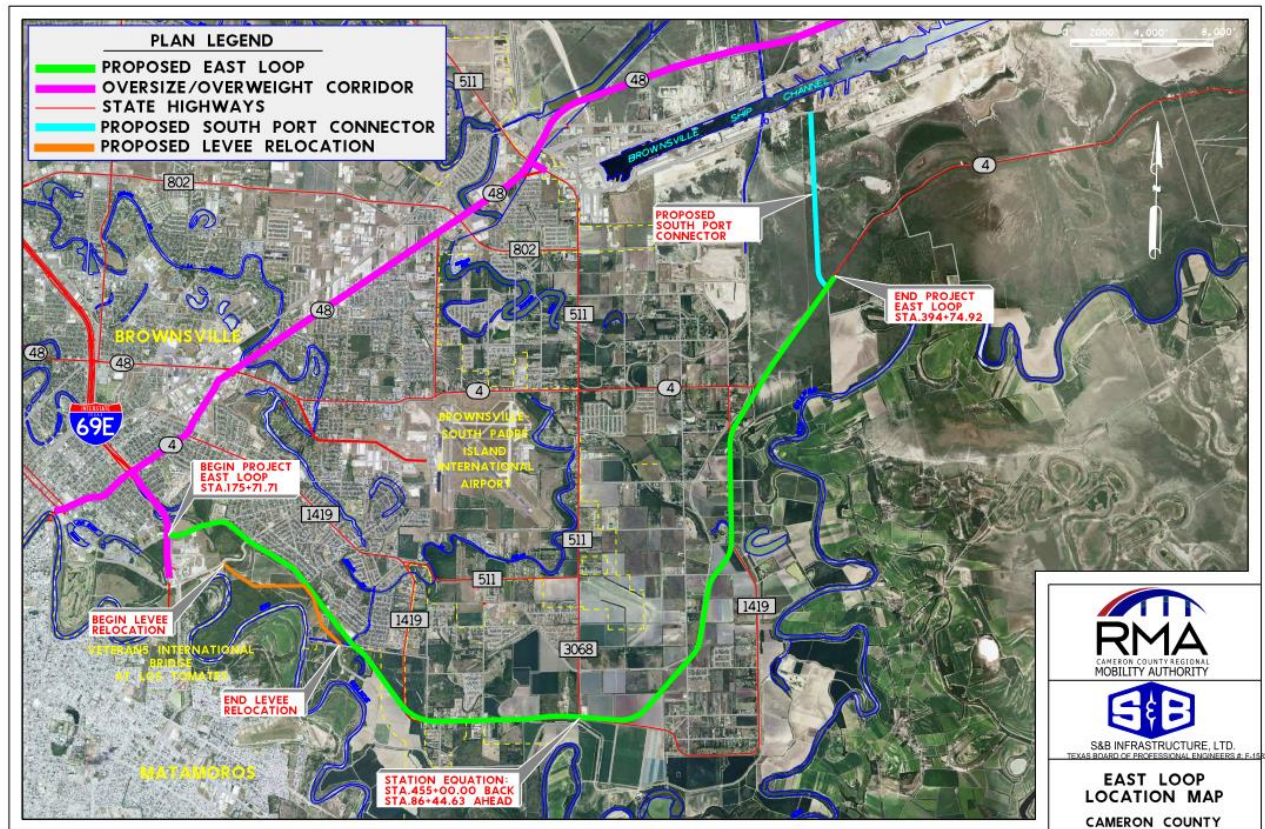 PLAN LEGEND
PROPOSED EAST LOOP
OVERSIZE/OVERWEIGHT CORRIDOR
STATE HIGHWAYS
PROPOSED SOUTH PORT CONNECTOR
PROPOSED LEVEE RELOCATION
0 2000' 4,000' 8,000'
48
511
BROWNSVILLE SHIP CHANNEL
4
802
48
PROPOSED
SOUTH PORT
CONNECTOR
802
END PROJECT
EAST LOOP
STA.394+74.92
48
511
BROWNSVILLE
48
48
4
4
INTERSTATE
69E
4
BROWNSVILLE
SOUTH PADRE
ISLAND
INTERNATIONAL
AIRPORT
BEGIN PROJECT
EAST LOOP
STA.175+71.71
1419
511
511
1419
1419
BEGIN LEVEE
RELOCATION
VETERANS INTERNATIONAL
BRIDGE
AT LOS TOMATES
3068
END LEVEE
RELOCATION
MATAMOROS
STATION EQUATION:
STA.455+00.00 BACK
STA.86+44.63 AHEAD
RMA
CAMERON COUNTY REGIONAL
MOBILITY AUTHORITY
S&B
S&B INFRASTRUCTURE, LTD.
TEXAS BOARD OF PROFESSIONAL ENGINEERS #:
EAST LOOP
LOCATION MAP
CAMERON COUNTY